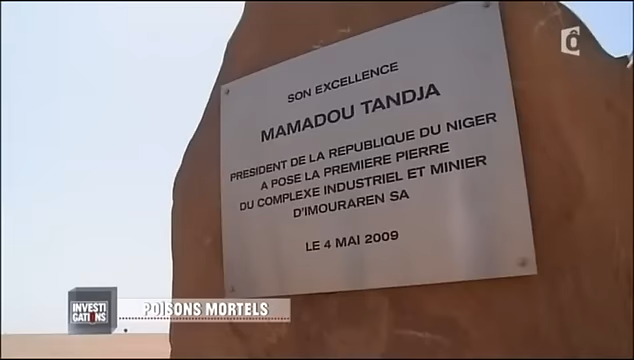 ô
SON EXCELLENCE
MAMADOU TANDJA
PRESIDENT DE LA REPUBLIQUE DU NIGER
A POSE LA PREMIERE PIERRE
DU COMPLEXE INDUSTRIEL ET MINIER
D'IMOURAREN SA
LE 4 MAI 2009
INVESTI
GATIONS
POISONS MORTELS